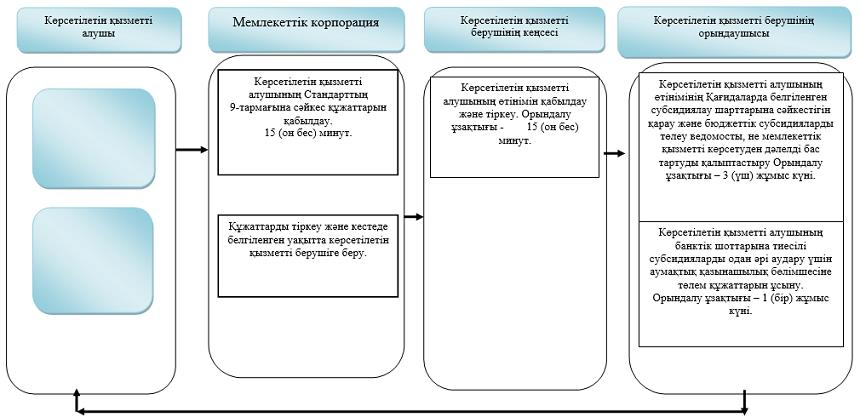 Көрсетілетін қызметті
алушы
Мемлекеттік корпорация
Көрсетілетін қызметті
берушінің кеңсесі
Көрсетілетін қызметті берушінің
орындаушысы
Көрсетілетін қызметті
алушының Стандарттың
9-тармағына сәйкес құжаттарын
қабылдау.
15 (он бес) минут.
Құжаттарды тіркеу және кестеде
белгіленген уақытта көрсетілетін
қызметті берушіге беру.
Көрсетілетін қызметті
алушының өтінімін қабылдау
және тіркеу. Орындалу
ұзақтығы - 15 (он бес)
минут.
Көрсетілетін қызметті алушының
өтінімінің Қағидаларда белгіленген
субсидиялау шарттарына сәйкестігін
қарау және бюджеттік субсидияларды
төлеу ведомосты, не мемлекеттік
қызметті көрсетуден дәлелді бас
тартуды қалыптастыру Орындалу
ұзақтығы – 3 (үш) жұмыс күні.
Көрсетілетін қызметті алушының
банктік шоттарына тиесілі
субсидияларды одан әрі аудару үшін
аумақтық қазынашылық бөлімшесіне
төлем құжаттарын ұсыну.
Орындалу ұзақтығы – 1 (бір) жұмыс
күні.